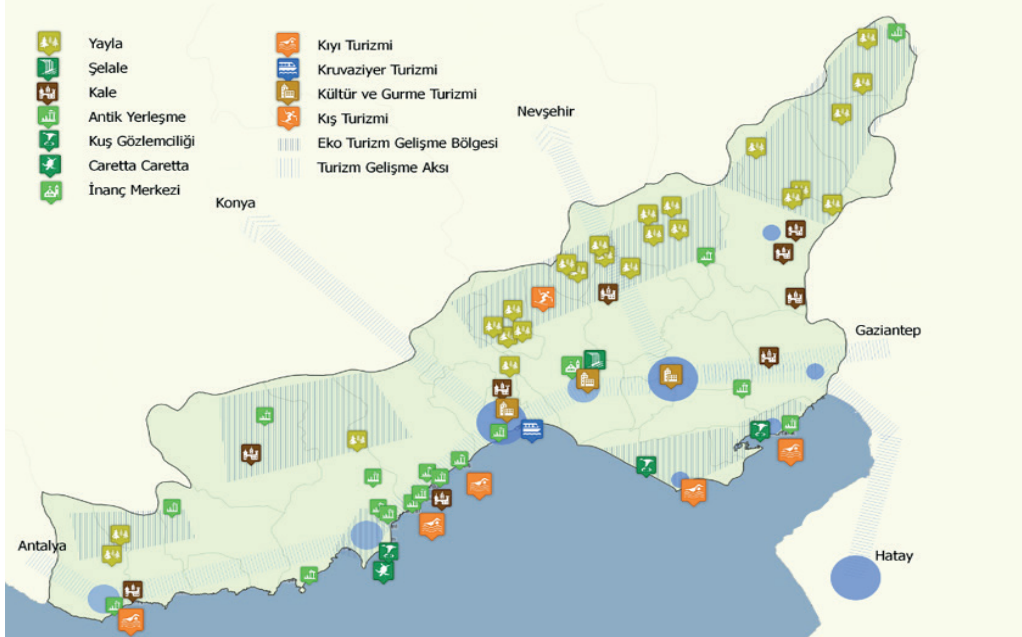 Yayla
Şelale
Kale
Antik Yerleşme
Kuş Gözlemciliği
Caretta Caretta
İnanç Merkezi
Kıyı Turizmi
Kruvaziyer Turizmi
Kültür ve Gurme Turizmi
Kış Turizmi
Eko Turizm Gelişme Bölgesi
Turizm Gelişme Aksı
Nevşehir
Konya
Gaziantep
Antalya
Hatay